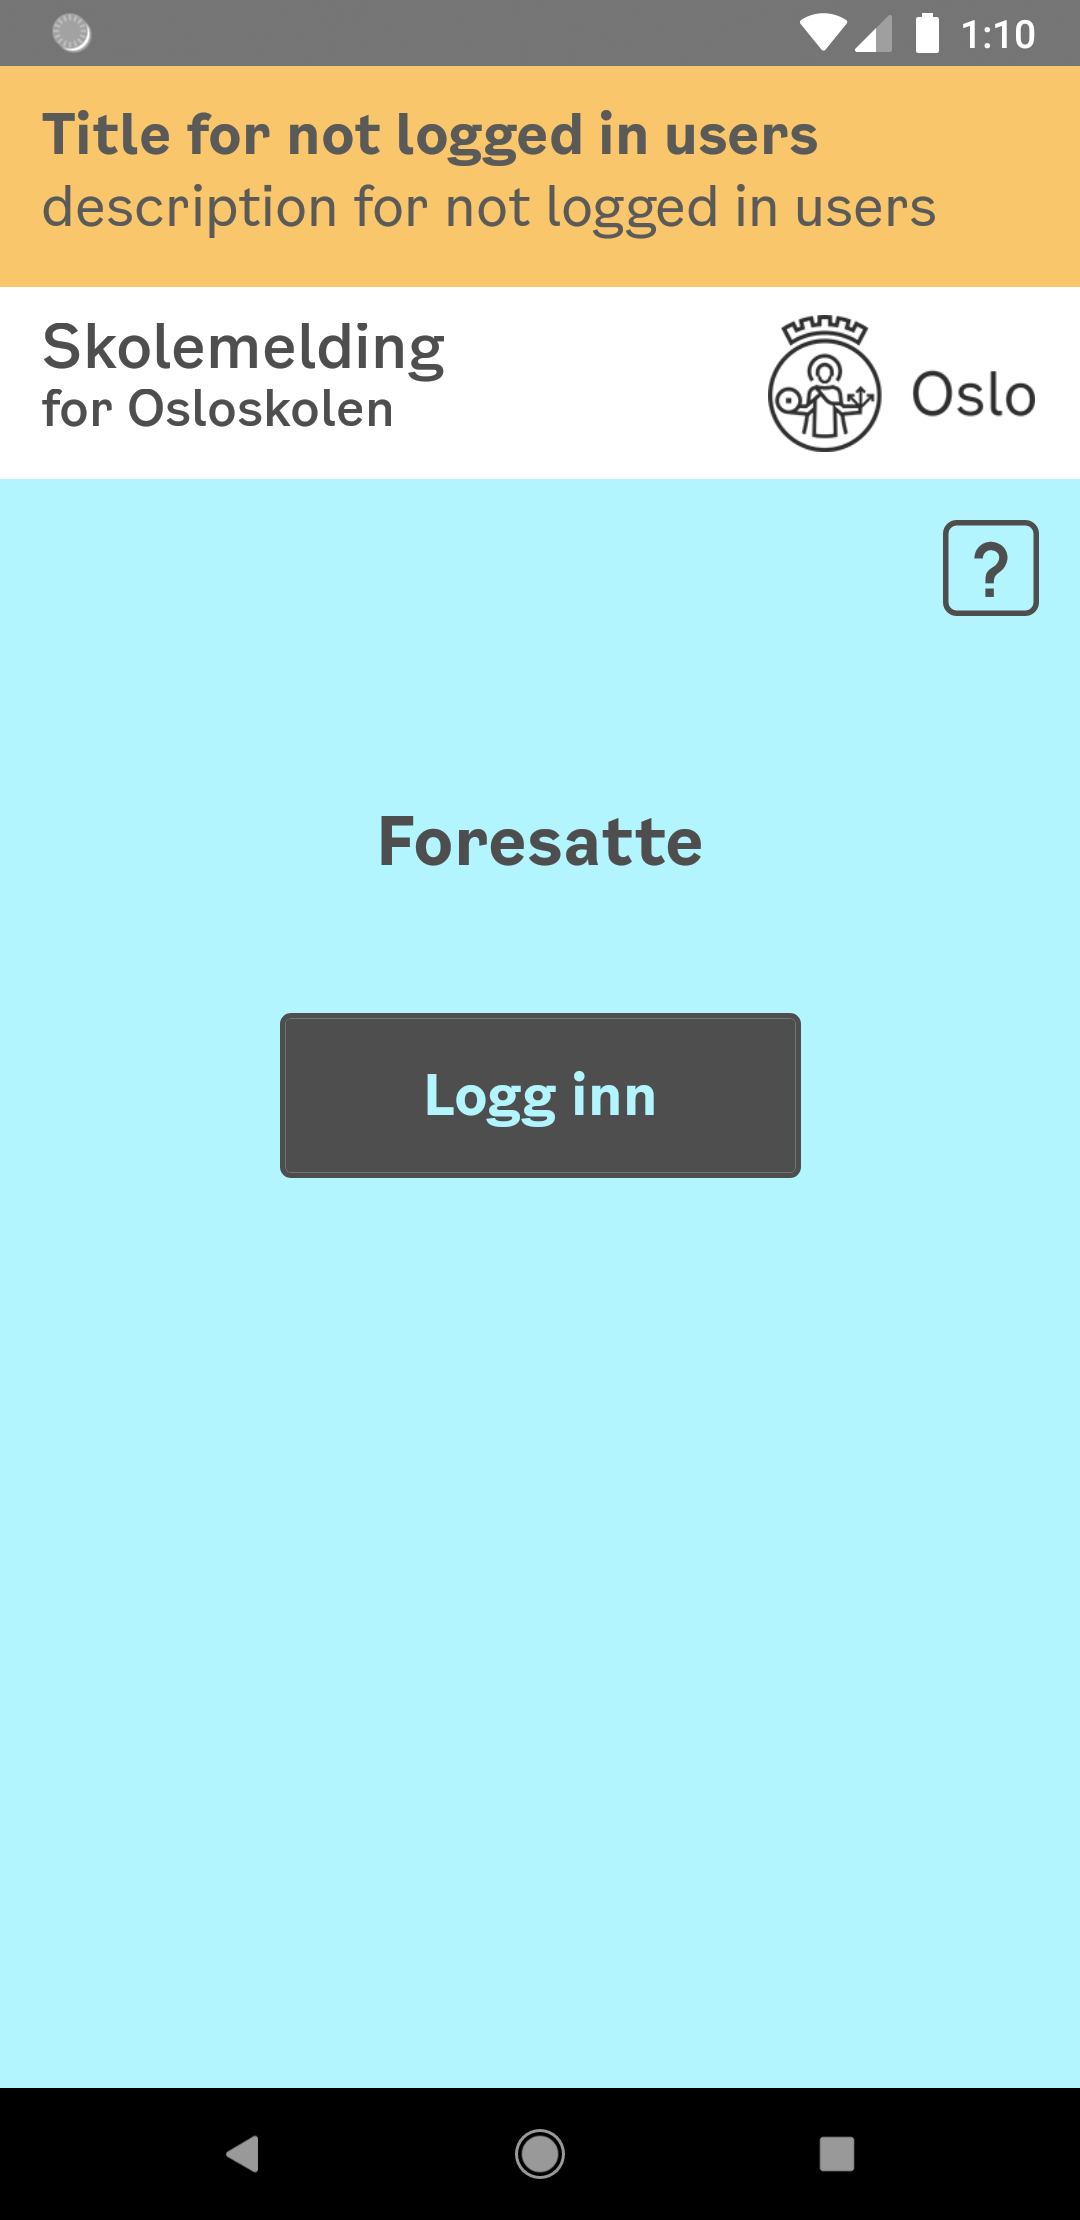 1:10
Title for not logged in users
description for not logged in users
Skolemelding
for Osloskolen
Oslo
?
Foresatte
Logg inn